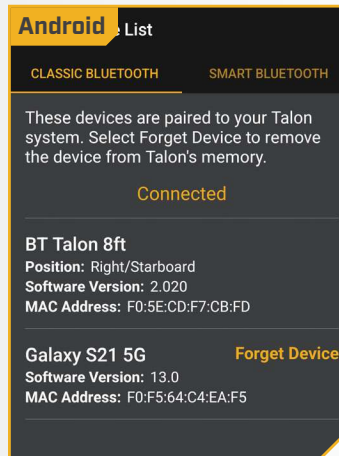 Android
List
CLASSIC BLUETOOTH SMART BLUETOOTH
These devices are paired to your Talon
system. Select Forget Device to remove
the device from Talon's memory.
Connected
BT Talon 8ft
Position: Right/Starboard
Software Version: 2.020
MAC Address: F0:5E:CD:F7:CB:FD
Galaxy S21 5G Forget Device
Software Version: 13.0
MAC Address: F0:F5:64:C4:EA:F5